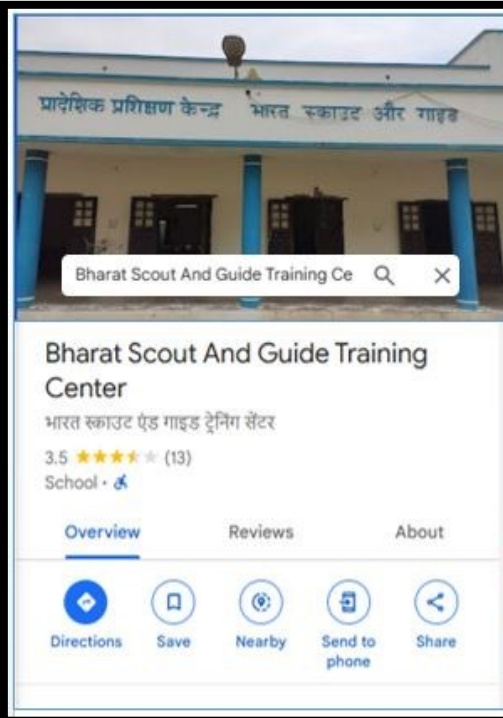 प्रादेशिक प्रशिक्षण केन्द्र भारत स्काउट और गाइड
Bharat Scout And Guide Training Ce
Bharat Scout And Guide Training
Center
भारत स्काउट एंड गाइड ट्रेनिंग सेंटर
3.5 ★★★★★ (13)
School ·
Overview Reviews About
Directions Save Nearby Send to phone Share